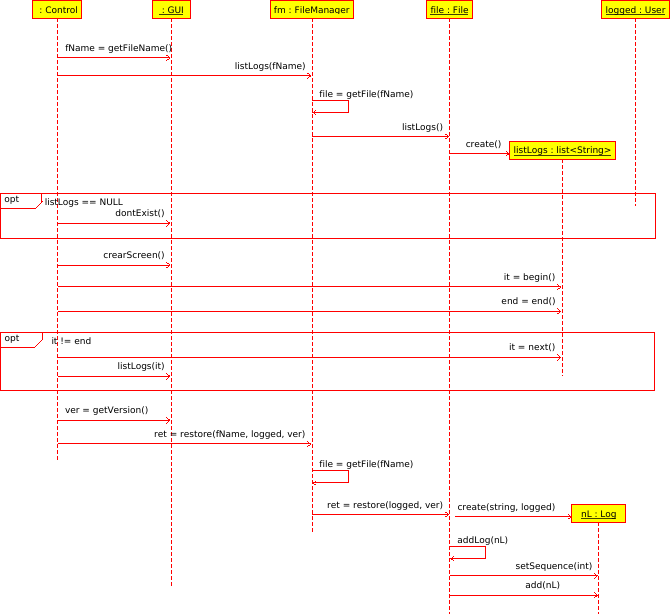 : Control
: GUI
fm : FileManager
file : File
logged : User
fName = getFileName()
listLogs(fName)
file = getFile(fName)
listLogs()
create()
listLogs : list<String>
opt
listLogs == NULL
dontExist()
crearScreen()
it = begin()
end = end()
opt
it != end
it = next()
listLogs(it)
ver = getVersion()
ret = restore(fName, logged, ver)
file = getFile(fName)
ret = restore(logged, ver)
create(string, logged)
nL : Log
addLog(nL)
setSequence(int)
add(nL)